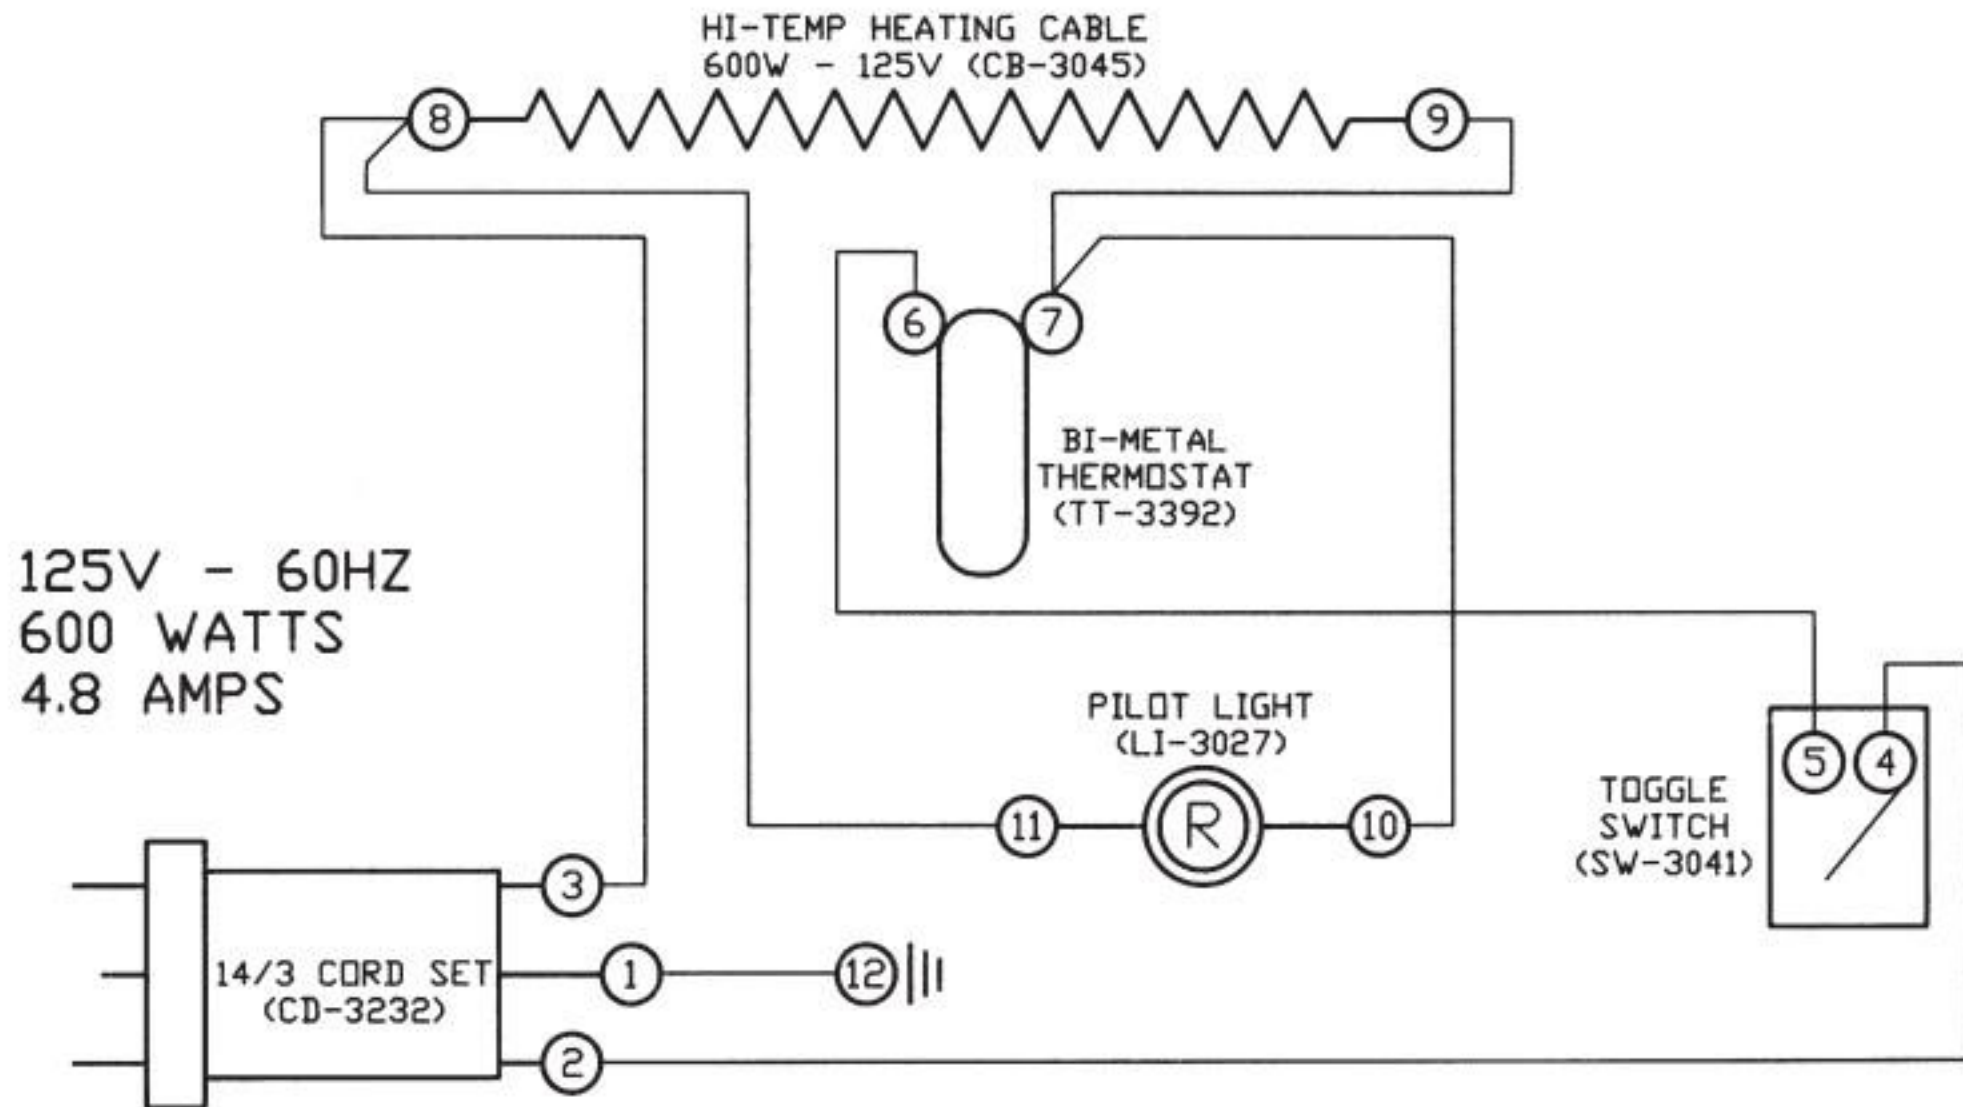 HI-TEMP HEATING CABLE
600W - 125V (CB-3045)
8
9
6
7
BI-METAL
THERMOSTAT
(TT-3392)
125V - 60HZ
600 WATTS
4.8 AMPS
PILOT LIGHT
(LI-3027)
11
R
10
5
4
TOGGLE
SWITCH
(SW-3041)
3
14/3 CORD SET
(CD-3232)
1
12
2